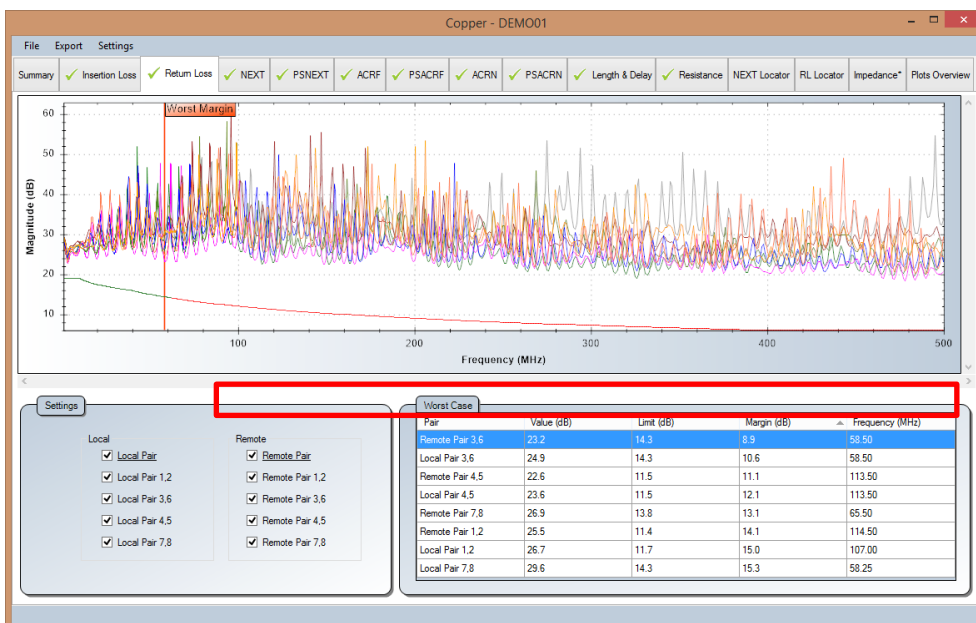 Copper - DEMO01
File Export Settings
Summary Insertion Loss Return Loss NEXT PSNEXT ACRF PSACRF ACRN PSACRN Length & Delay Resistance NEXT Locator RL Locator Impedance* Plots Overview
Worst Margin
60
50
40
30
20
10
Magnitude (dB)
100 200 300 400 500
Frequency (MHz)
Settings
Local Remote
Local Pair Remote Pair
Local Pair 1,2 Remote Pair 1,2
Local Pair 3,6 Remote Pair 3,6
Local Pair 4,5 Remote Pair 4,5
Local Pair 7,8 Remote Pair 7,8
Worst Case
Pair Value (dB) Limit (dB) Margin (dB) Frequency (MHz)
Remote Pair 3,6 23.2 14.3 8.9 58.50
Local Pair 3,6 24.9 14.3 10.6 58.50
Remote Pair 4,5 22.6 11.5 11.1 113.50
Local Pair 4,5 23.6 11.5 12.1 113.50
Remote Pair 7,8 26.9 13.8 13.1 65.50
Remote Pair 1,2 25.5 11.4 14.1 114.50
Local Pair 1,2 26.7 11.7 15.0 107.00
Local Pair 7,8 29.6 14.3 15.3 58.25